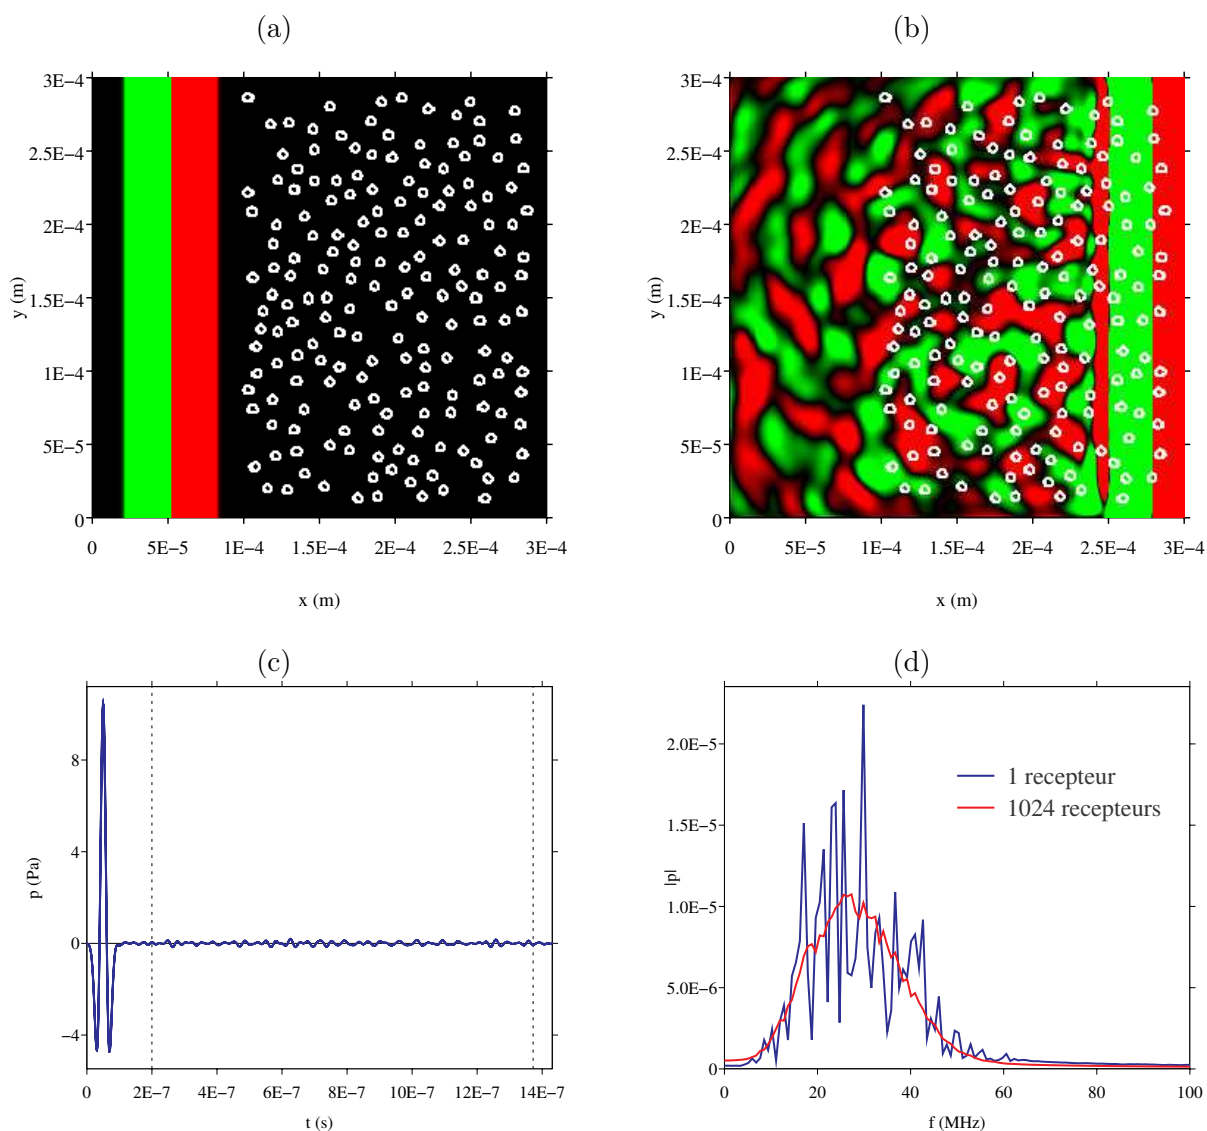 (a)
(b)
3E−4
2.5E−4
2E−4
1.5E−4
1E−4
5E−5
0
y (m)
0
5E−5
1E−4
1.5E−4
2E−4
2.5E−4
3E−4
x (m)
3E−4
2.5E−4
2E−4
1.5E−4
1E−4
5E−5
0
y (m)
0
5E−5
1E−4
1.5E−4
2E−4
2.5E−4
3E−4
x (m)
(c)
(d)
8
4
0
−4
p (Pa)
0
2E−7
4E−7
6E−7
8E−7
10E−7
12E−7
14E−7
t (s)
2.0E−5
1.5E−5
1.0E−5
5.0E−6
0
|p|
1 recepteur
1024 recepteurs
0
20
40
60
80
100
f (MHz)